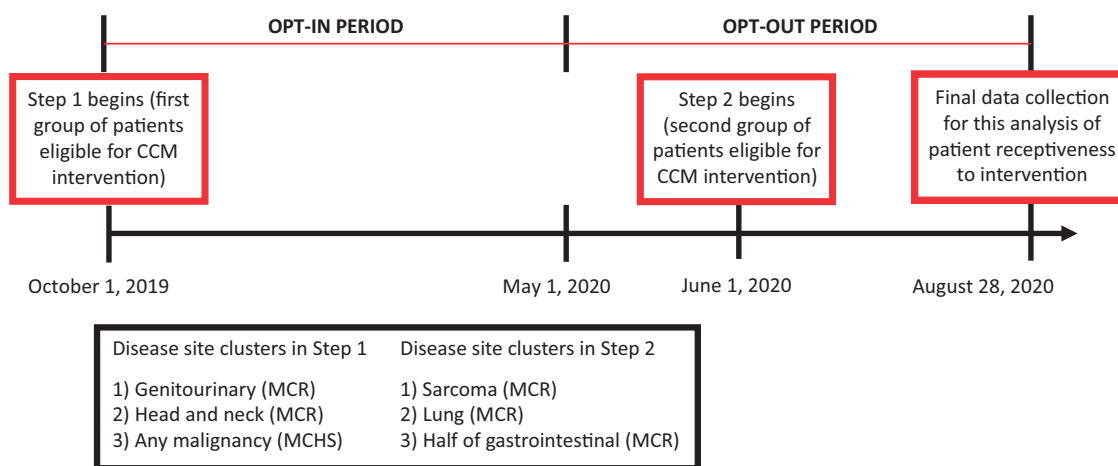 OPT-IN PERIOD
OPT-OUT PERIOD
Step 1 begins (first
group of patients
eligible for CCM
intervention)
Step 2 begins
(second group of
patients eligible for
CCM intervention)
Final data collection
for this analysis of
patient receptiveness
to intervention
October 1, 2019
May 1, 2020
June 1, 2020
August 28, 2020
Disease site clusters in Step 1
1) Genitourinary (MCR)
2) Head and neck (MCR)
3) Any malignancy (MCHS)
Disease site clusters in Step 2
1) Sarcoma (MCR)
2) Lung (MCR)
3) Half of gastrointestinal (MCR)